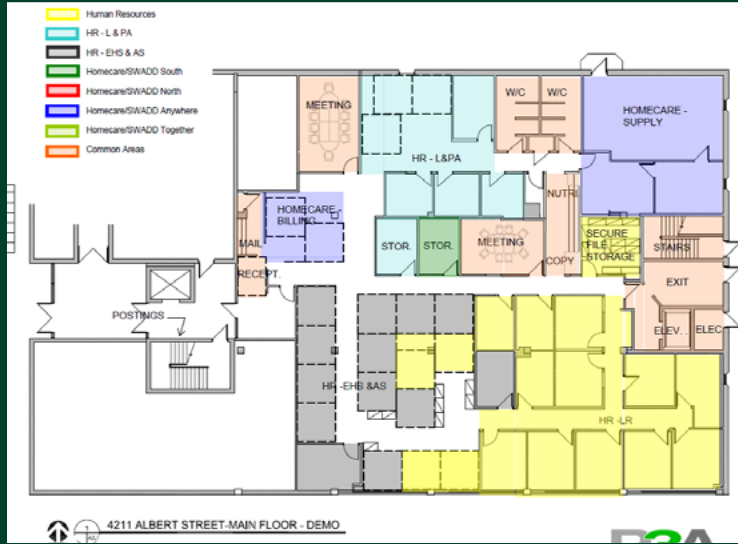 Human Resources
HR - L & PA
HR - EHS & AS
Homecare/SWADD South
Homecare/SWADD North
Homecare/SWADD Anywhere
Homecare/SWADD Together
Common Areas
MEETING
W/C
W/C
HOMECARE -
SUPPLY
HR - L&PA
NUTRI.
HOMECARE -
BILLING
MAIL
STOR.
STOR.
MEETING
SECURE
FILE
STORAGE
STAIRS
COPY
RECEPT.
EXIT
POSTINGS
ELEV.
ELEC
HR -EHS &AS
HR -LR
1
4211 ALBERT STREET-MAIN FLOOR - DEMO